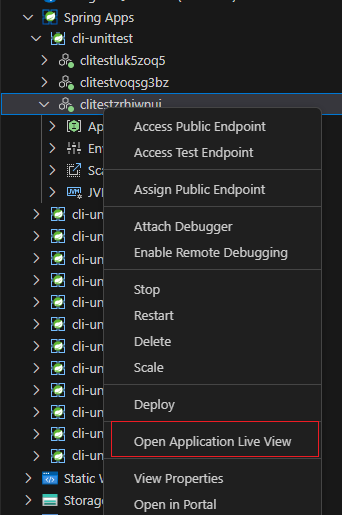 Spring Apps
cli-unittest
clitestluk5zoq5
clitestvoqsg3bz
clitestzrhiwnuj
Access Public Endpoint
Access Test Endpoint
Assign Public Endpoint
Attach Debugger
Enable Remote Debugging
Stop
Restart
Delete
Scale
Deploy
Open Application Live View
View Properties
Open in Portal
Ap
En
Sca
JVM
cli-un
cli-un
cli-un
cli-un
cli-un
cli-un
cli-un
cli-un
cli-un
cli-un
cli-un
cli-un
Static W
Storag